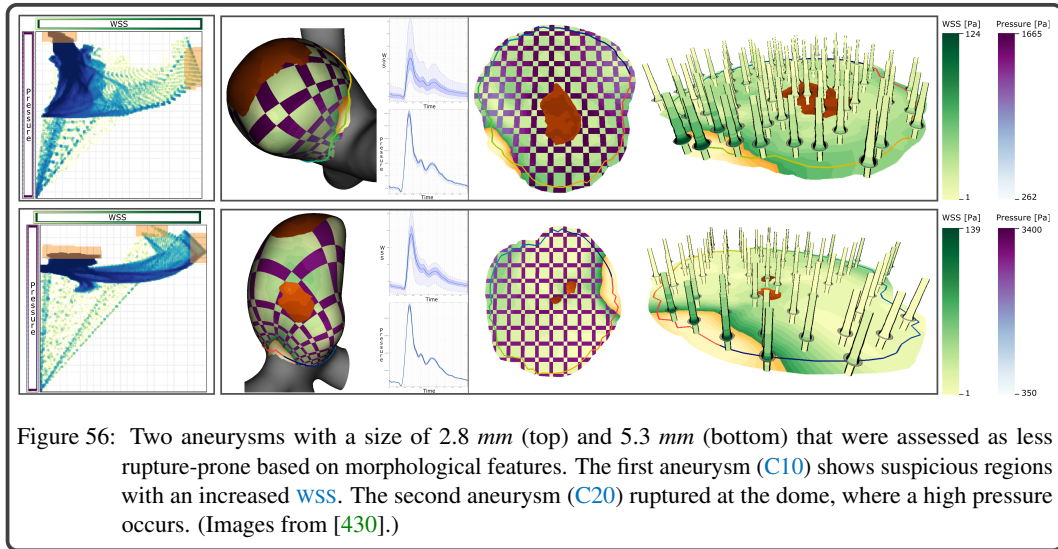 WSS
Pressure
WSS
Time
Pressure
Time
WSS [Pa]
124
1
Pressure [Pa]
1665
262
WSS
Pressure
WSS
Time
Pressure
Time
WSS [Pa]
139
1
Pressure [Pa]
3400
350
Figure 56: Two aneurysms with a size of 2.8 mm (top) and 5.3 mm (bottom) that were assessed as less
rupture-prone based on morphological features. The first aneurysm (C10) shows suspicious regions
with an increased WSS. The second aneurysm (C20) ruptured at the dome, where a high pressure
occurs. (Images from [430].)